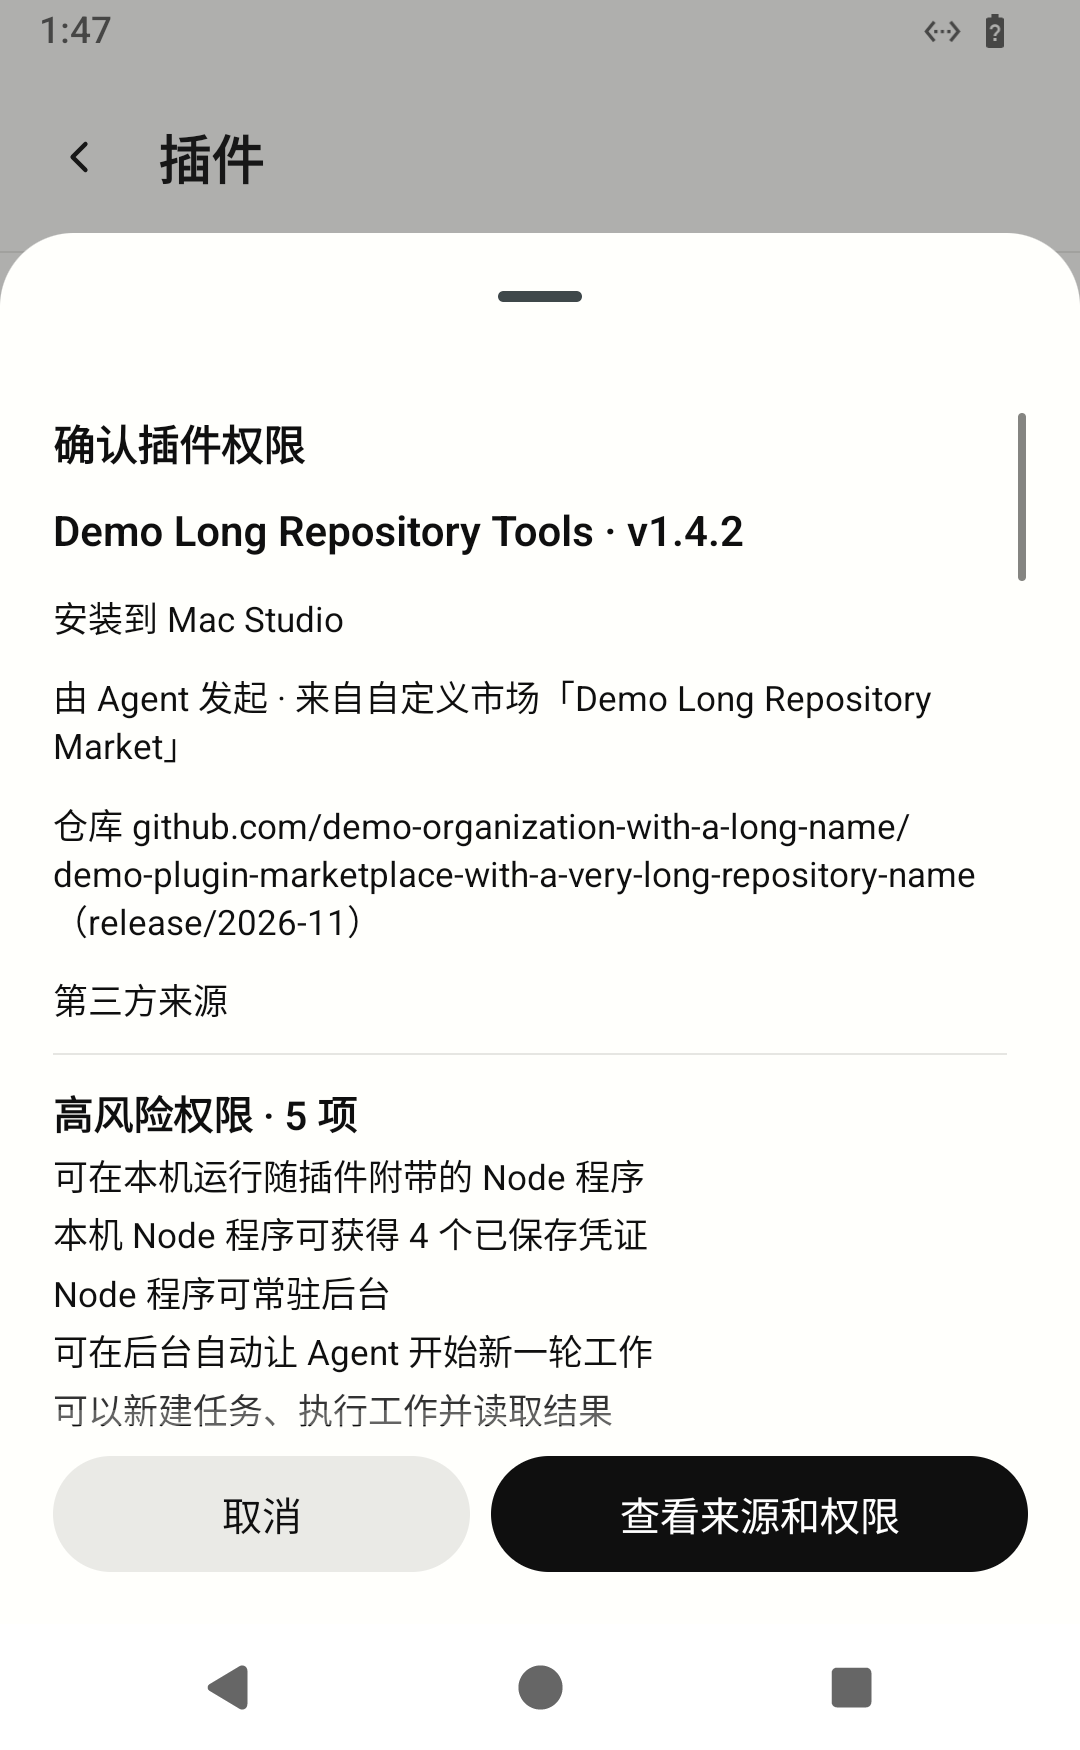 1:47
插件
确认插件权限
Demo Long Repository Tools · v1.4.2
安装到 Mac Studio
由 Agent 发起 · 来自自定义市场「Demo Long Repository
Market」
仓库 github.com/demo-organization-with-a-long-name/
demo-plugin-marketplace-with-a-very-long-repository-name
（release/2026-11）
第三方来源
高风险权限 · 5 项
可在本机运行随插件附带的 Node 程序
本机 Node 程序可获得 4 个已保存凭证
Node 程序可常驻后台
可在后台自动让 Agent 开始新一轮工作
可以新建任务、执行工作并读取结果
取消
查看来源和权限